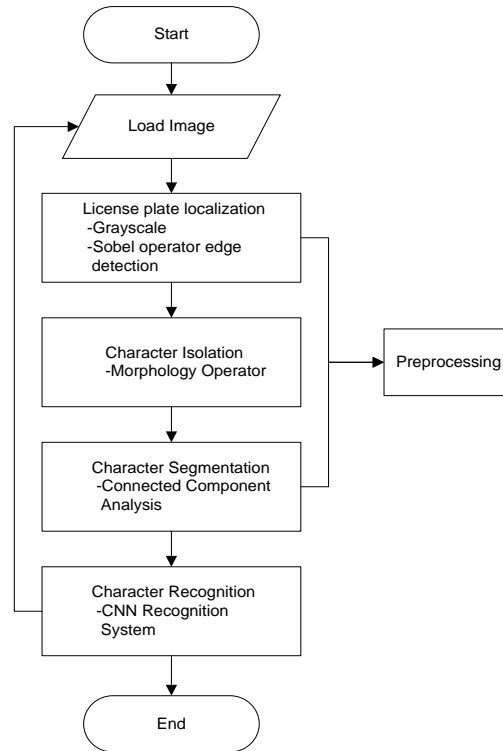 Start
Load Image
License plate localization
-Grayscale
-Sobel operator edge
detection
Character Isolation
-Morphology Operator
Preprocessing
Character Segmentation
-Connected Component
Analysis
Character Recognition
-CNN Recognition
System
End